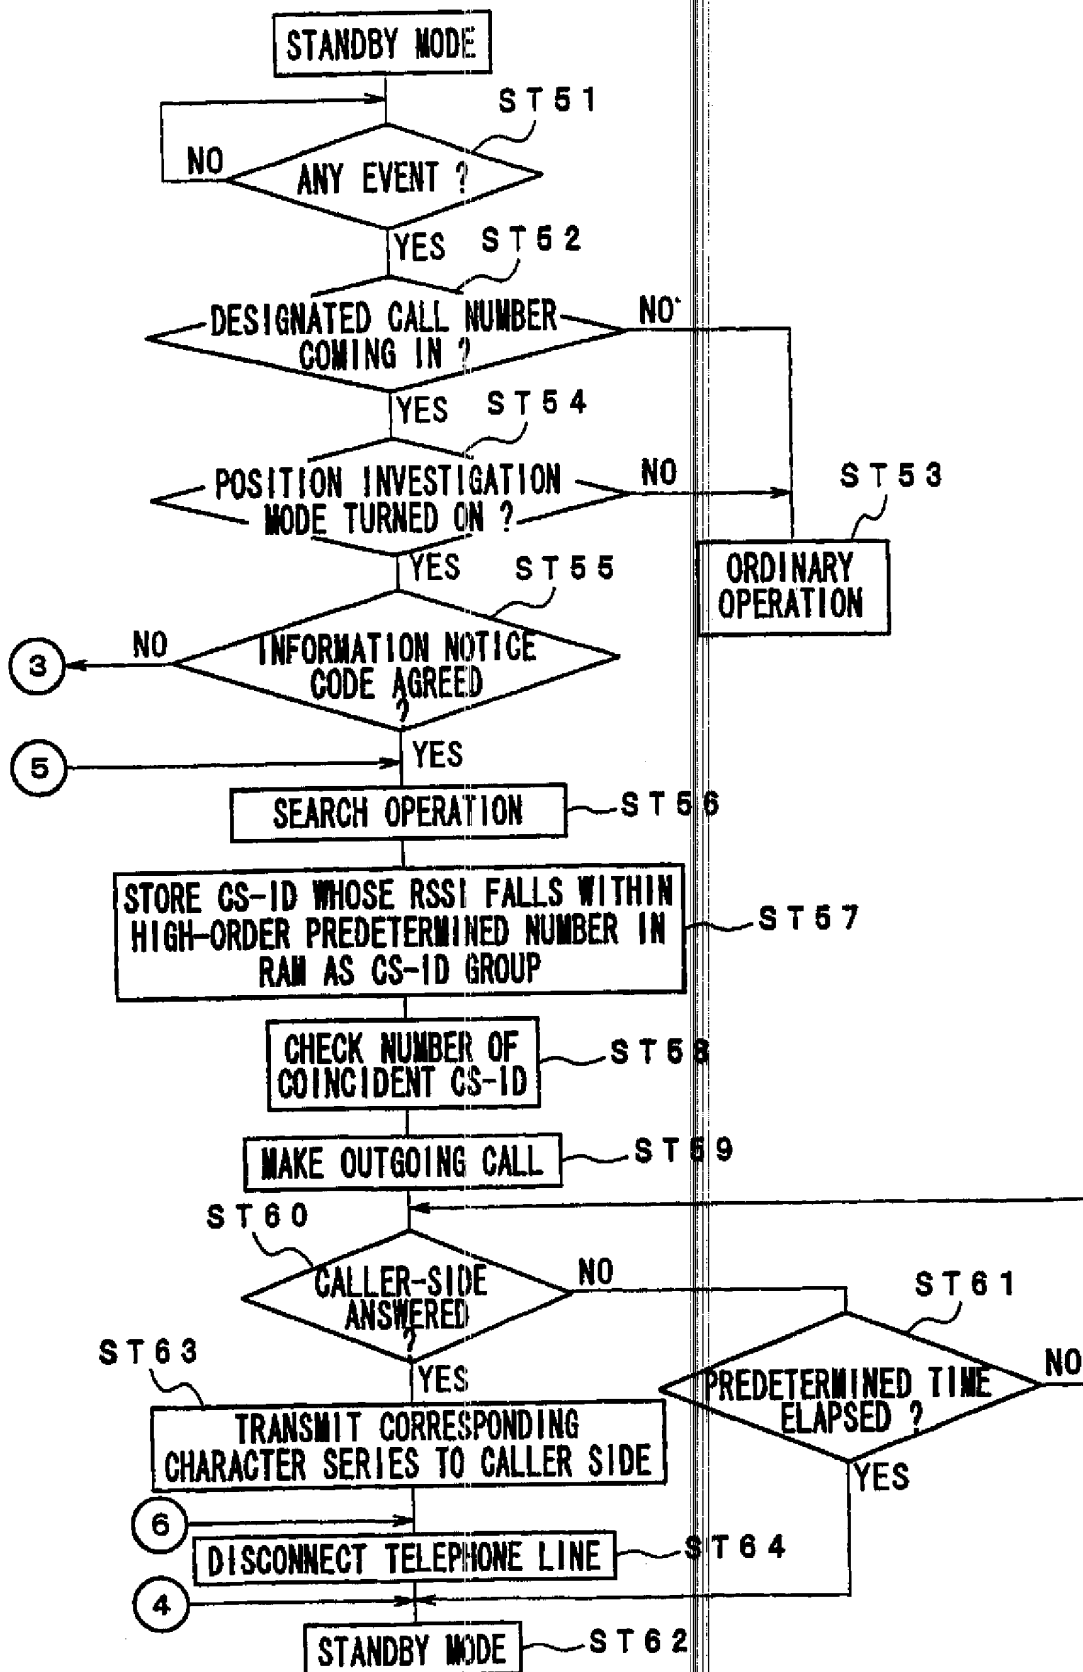 STANDBY MODE
ST51
NO
ANY EVENT ?
YES
ST52
DESIGNATED CALL NUMBER
COMING IN ?
NO
YES
ST54
POSITION INVESTIGATION
MODE TURNED ON ?
NO
ST53
ORDINARY
OPERATION
YES
ST55
NO
INFORMATION NOTICE
CODE AGREED
?
3
YES
5
SEARCH OPERATION
ST56
STORE CS-ID WHOSE RSSI FALLS WITHIN
HIGH-ORDER PREDETERMINED NUMBER IN
RAM AS CS-ID GROUP
ST57
CHECK NUMBER OF
COINCIDENT CS-ID
ST58
MAKE OUTGOING CALL
ST59
ST60
CALLER-SIDE
ANSWERED
?
NO
ST61
PREDETERMINED TIME
ELAPSED ?
NO
YES
ST63
YES
TRANSMIT CORRESPONDING
CHARACTER SERIES TO CALLER SIDE
6
DISCONNECT TELEPHONE LINE
ST64
4
STANDBY MODE
ST62